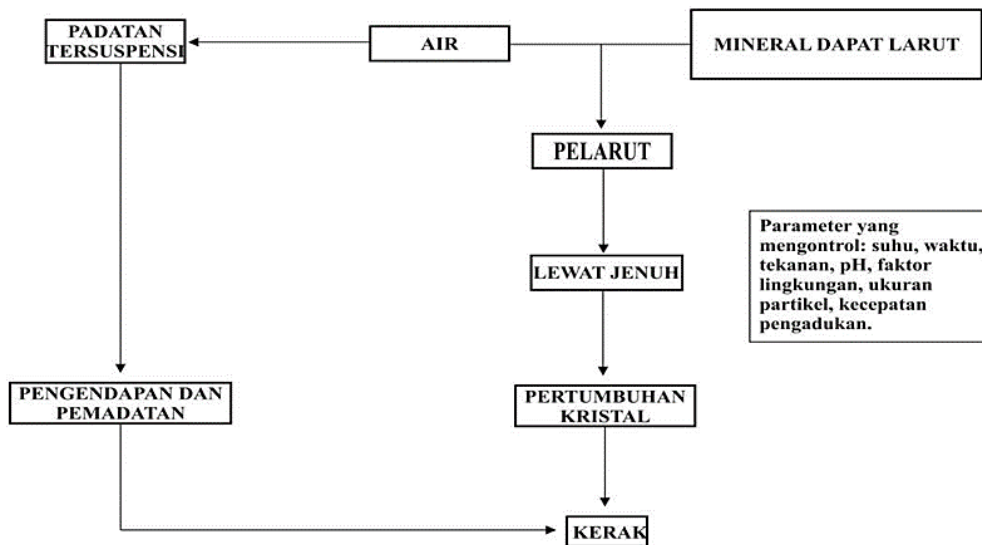 PADATAN
TERSUSPENSI
AIR
MINERAL DAPAT LARUT
PELARUT
LEWAT JENUH
Parameter yang
mengontrol: suhu, waktu,
tekanan, pH, faktor
lingkungan, ukuran
partikel, kecepatan
pengadukan.
PENGENDAPAN DAN
PEMADATAN
PERTUMBUHAN
KRISTAL
KERAK